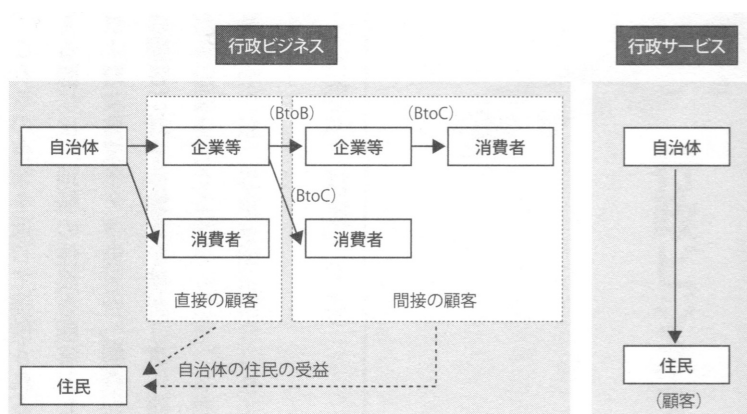 行政ビジネス
行政サービス
(BtoB)
(BtoC)
自治体
企業等
企業等
消費者
(BtoC)
消費者
消費者
直接の顧客
間接の顧客
自治体の住民の受益
住民
自治体
住民
(顧客)